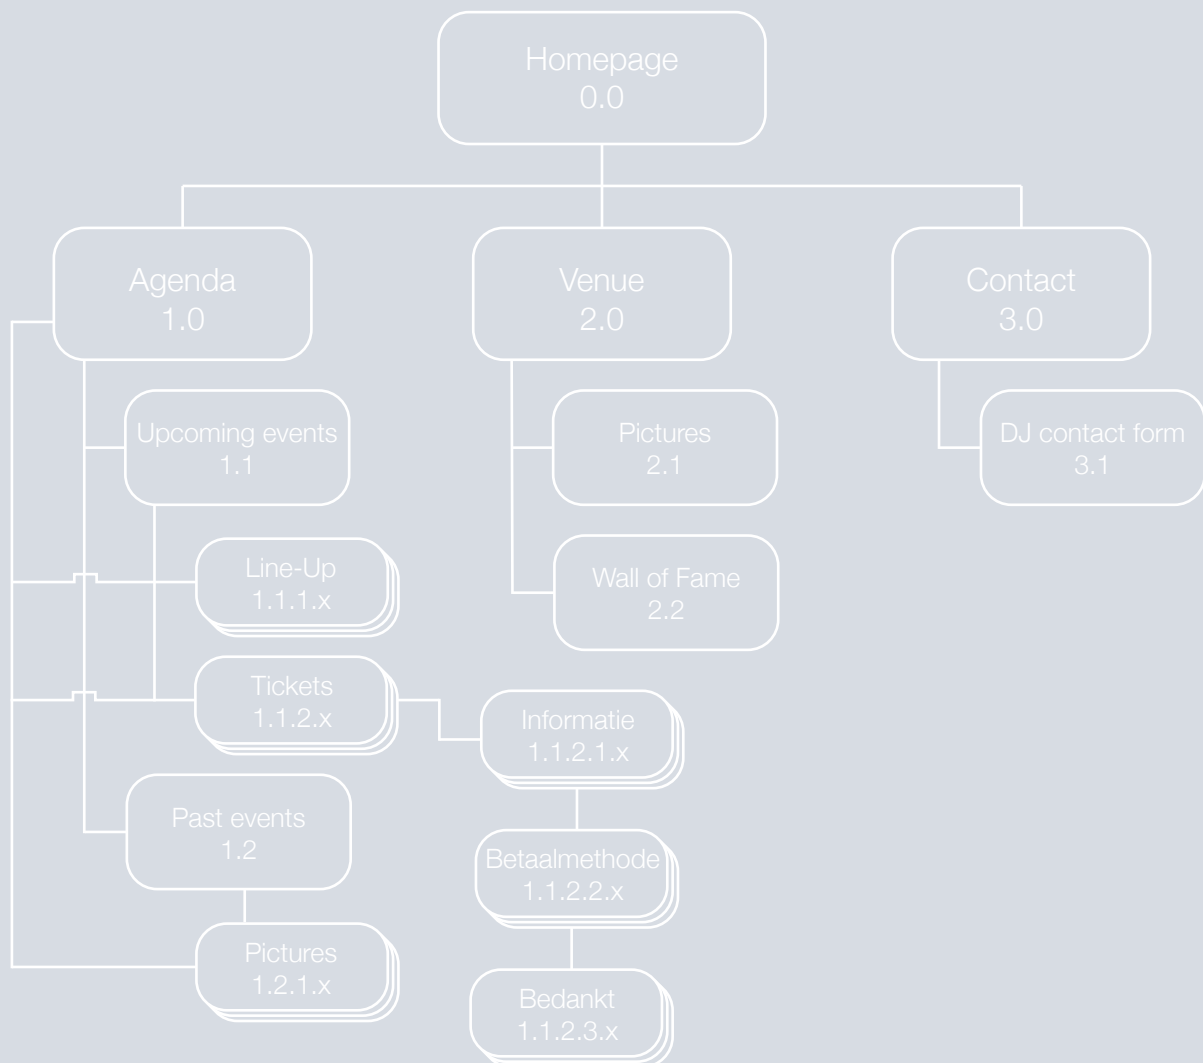 Homepage
0.0
Agenda
1.0
Venue
2.0
Contact
3.0
Upcoming events
1.1
Pictures
2.1
DJ contact form
3.1
Line-Up
1.1.1.x
Wall of Fame
2.2
Tickets
1.1.2.x
Informatie
1.1.2.1.x
Past events
1.2
Betaalmethode
1.1.2.2.x
Pictures
1.2.1.x
Bedankt
1.1.2.3.x